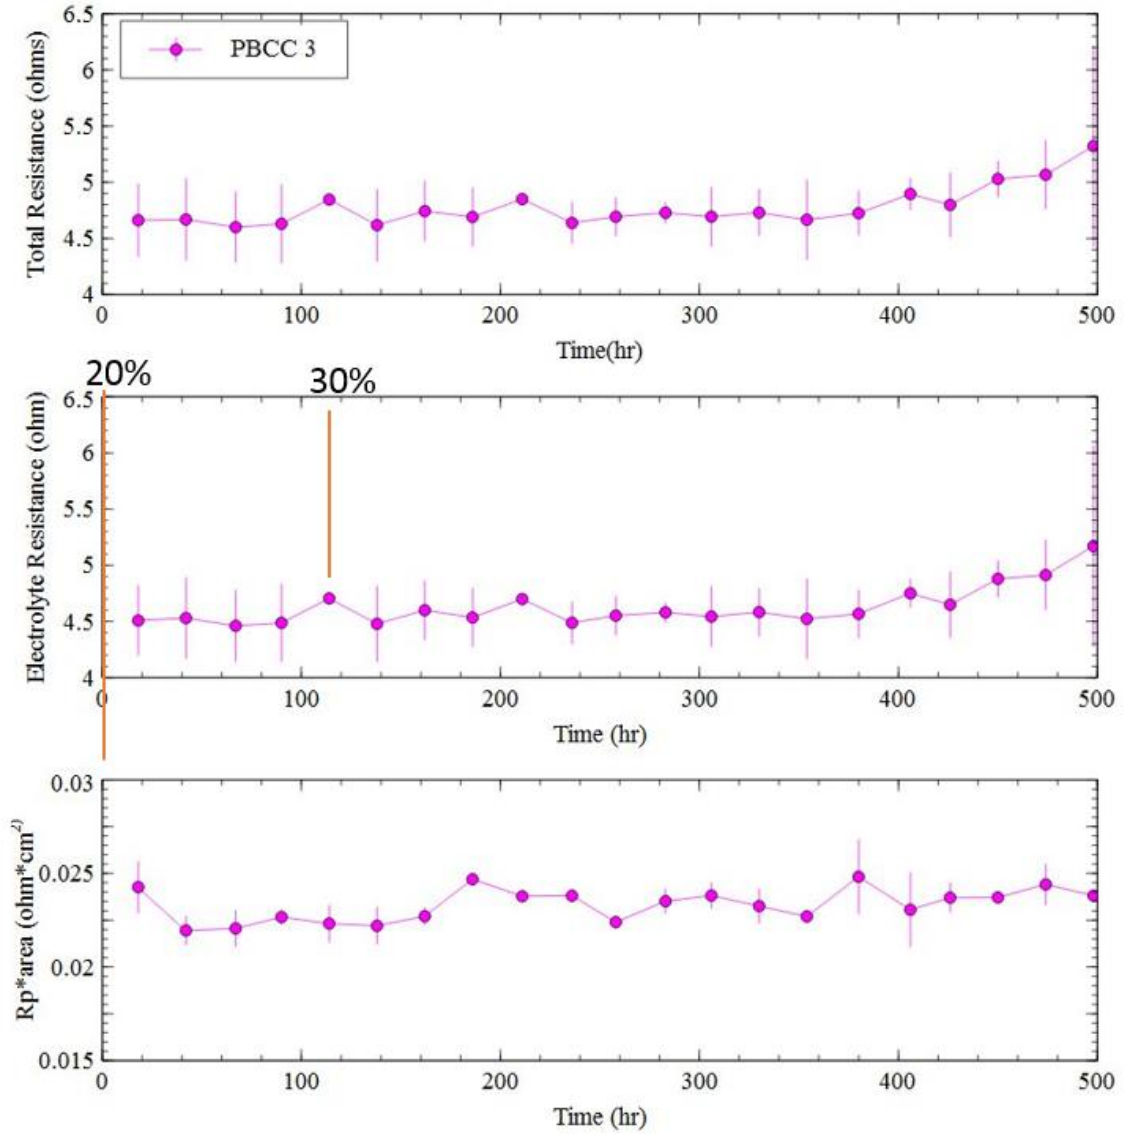 6.5
PBCC 3
6
5.5
5
4.5
4
Total Resistance (ohms)
0 100 200 300 400 500
Time(hr)
20% 30%
6.5
6
5.5
5
4.5
4
Electrolyte Resistance (ohm)
0 100 200 300 400 500
Time (hr)
0.03
0.025
0.02
0.015
Rp*area (ohm*cm²⁾
0 100 200 300 400 500
Time (hr)